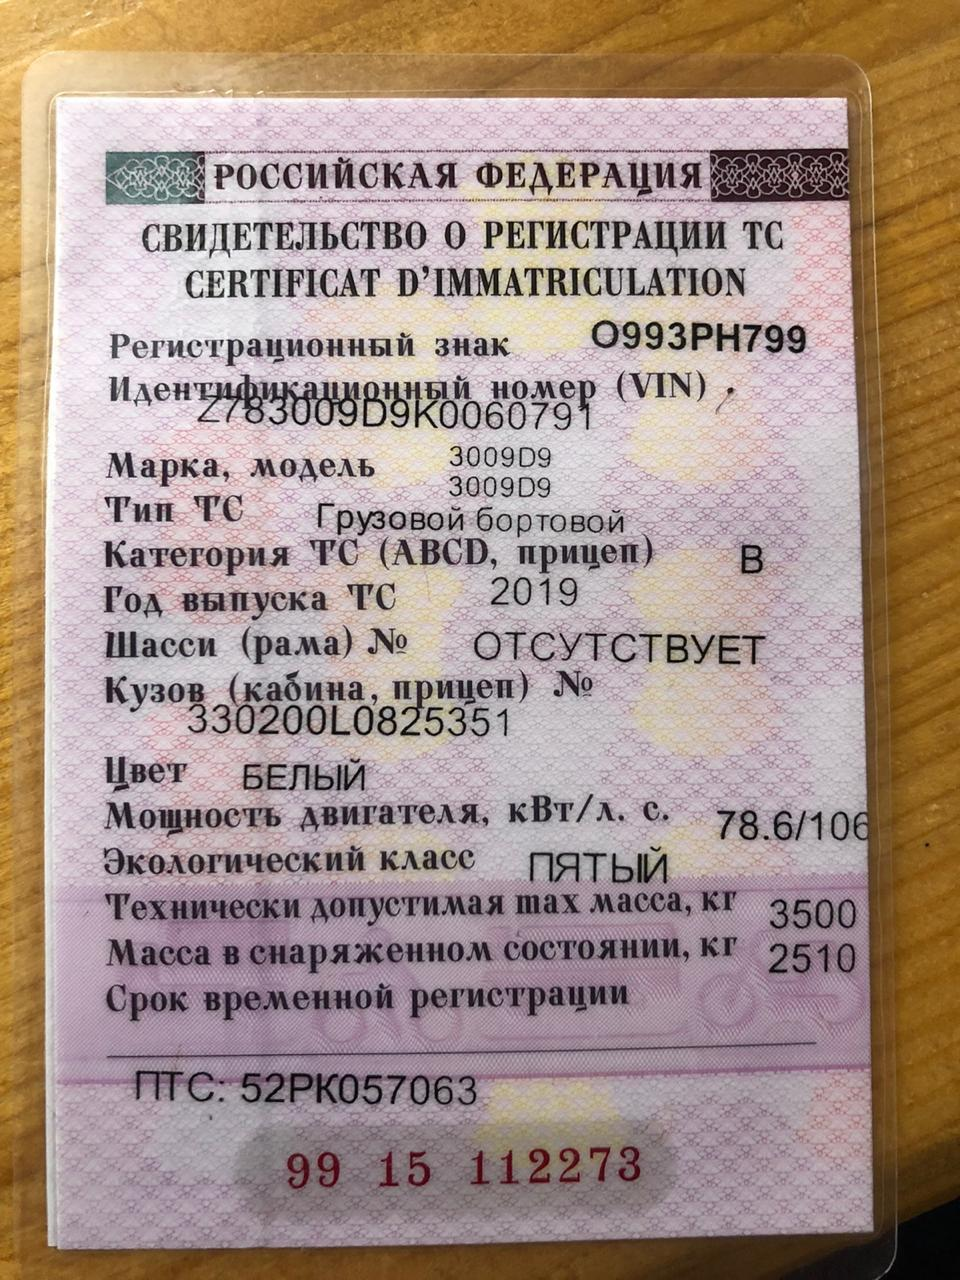 РОССИЙСКАЯ ФЕДЕРАЦИЯ
СВИДЕТЕЛЬСТВО О РЕГИСТРАЦИИ ТС
CERTIFICAT D'IMMATRICULATION
Регистрационный знак О993РН799
Идентификационный номер (VIN)
Z783009D9K0060791
Марка, модель 3009D9
3009D9
Тип ТС Грузовой бортовой
Категория ТС (ABCD, прицеп) В
Год выпуска ТС 2019
Шасси (рама) № ОТСУТСТВУЕТ
Кузов (кабина, прицеп) №
330200L0825351
Цвет БЕЛЫЙ
Мощность двигателя, кВт/л. с. 78.6/106
Экологический класс ПЯТЫЙ
Технически допустимая max масса, кг 3500
Масса в снаряженном состоянии, кг 2510
Срок временной регистрации
ПТС: 52РК057063
99 15 112273